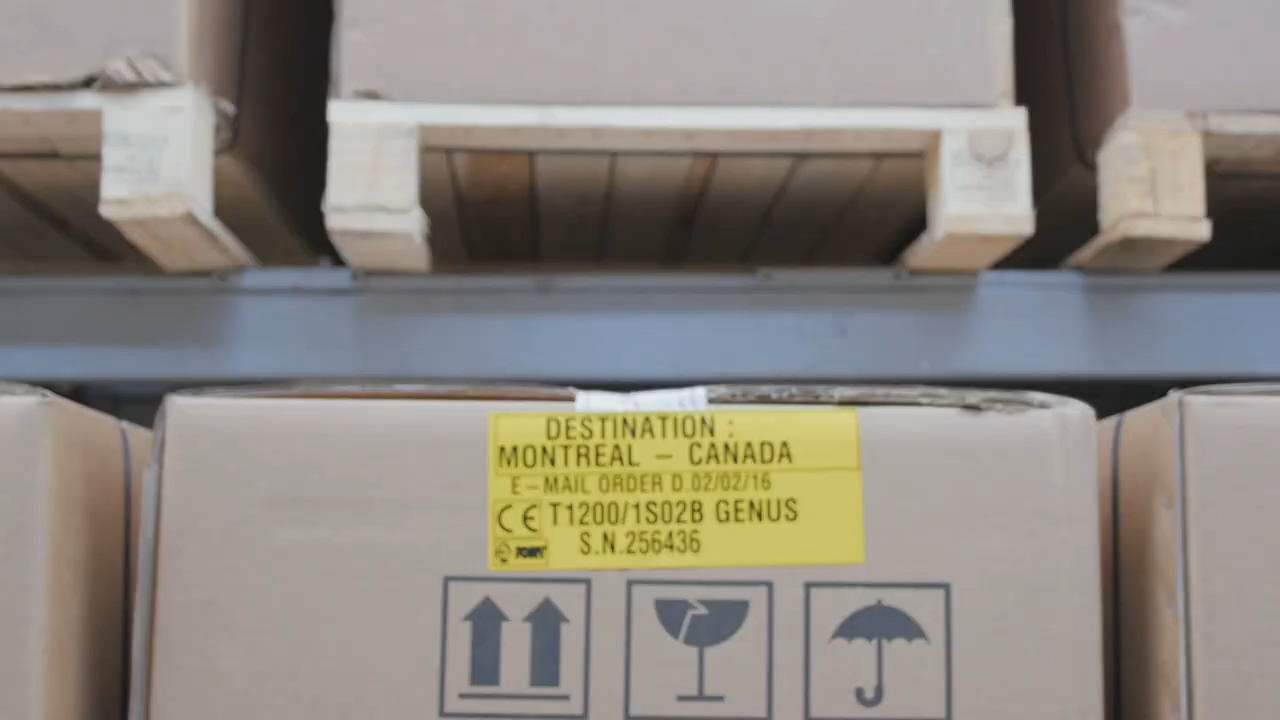 DESTINATION :
MONTREAL – CANADA
E-MAIL ORDER D.02/02/16
CE T1200/1S02B GENUS
S.N.256436